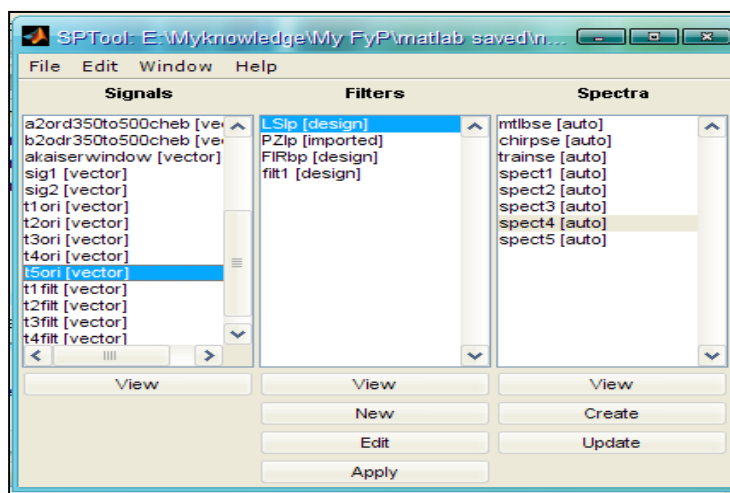 SPTool: E:\Myknowledge\My FyP\matlab saved\n...
File Edit Window Help
Signals
a2ord350to500cheb [ve
b2odr350to500cheb [ve
akaiserwindow [vector]
sig1 [vector]
sig2 [vector]
t1ori [vector]
t2ori [vector]
t3ori [vector]
t4ori [vector]
t5ori [vector]
t1filt [vector]
t2filt [vector]
t3filt [vector]
t4filt [vector]
View
Filters
LSlp [design]
PZlp [imported]
FIRbp [design]
filt1 [design]
View
New
Edit
Apply
Spectra
mtlbse [auto]
chirpse [auto]
trainse [auto]
spect1 [auto]
spect2 [auto]
spect3 [auto]
spect4 [auto]
spect5 [auto]
View
Create
Update